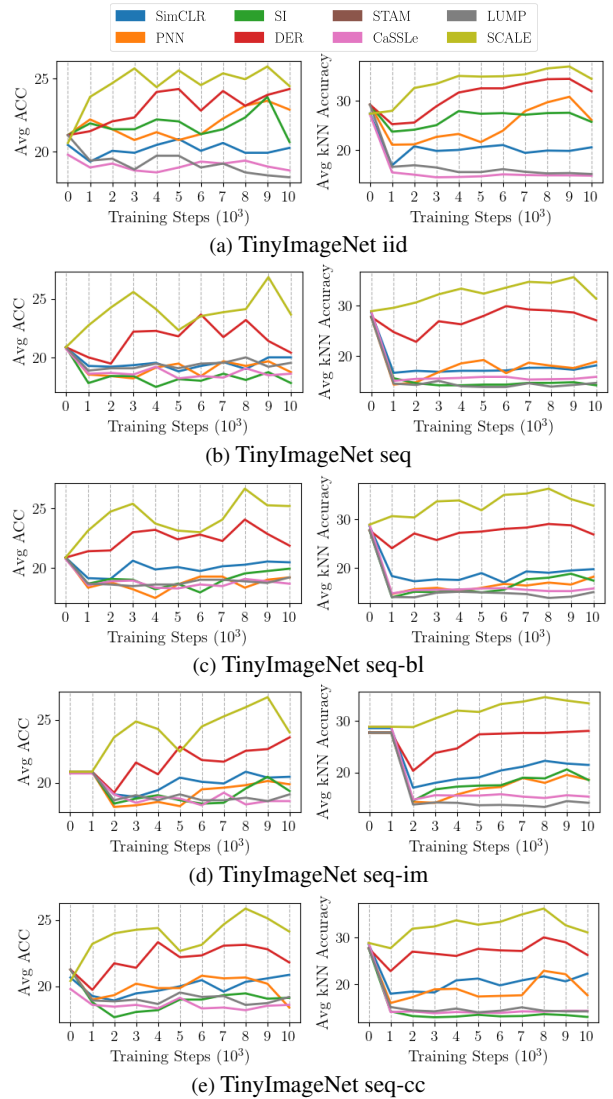 SimCLR SI STAM LUMP
PNN DER CaSSLe SCALE
Avg ACC
25
20
0 1 2 3 4 5 6 7 8 9 10
Training Steps (10³)
Avg kNN Accuracy
30
20
0 1 2 3 4 5 6 7 8 9 10
Training Steps (10³)
(a) TinyImageNet iid
Avg ACC
25
20
0 1 2 3 4 5 6 7 8 9 10
Training Steps (10³)
Avg kNN Accuracy
30
20
0 1 2 3 4 5 6 7 8 9 10
Training Steps (10³)
(b) TinyImageNet seq
Avg ACC
25
20
0 1 2 3 4 5 6 7 8 9 10
Training Steps (10³)
Avg kNN Accuracy
30
20
0 1 2 3 4 5 6 7 8 9 10
Training Steps (10³)
(c) TinyImageNet seq-bl
Avg ACC
25
20
0 1 2 3 4 5 6 7 8 9 10
Training Steps (10³)
Avg kNN Accuracy
30
20
0 1 2 3 4 5 6 7 8 9 10
Training Steps (10³)
(d) TinyImageNet seq-im
Avg ACC
25
20
0 1 2 3 4 5 6 7 8 9 10
Training Steps (10³)
Avg kNN Accuracy
30
20
0 1 2 3 4 5 6 7 8 9 10
Training Steps (10³)
(e) TinyImageNet seq-cc